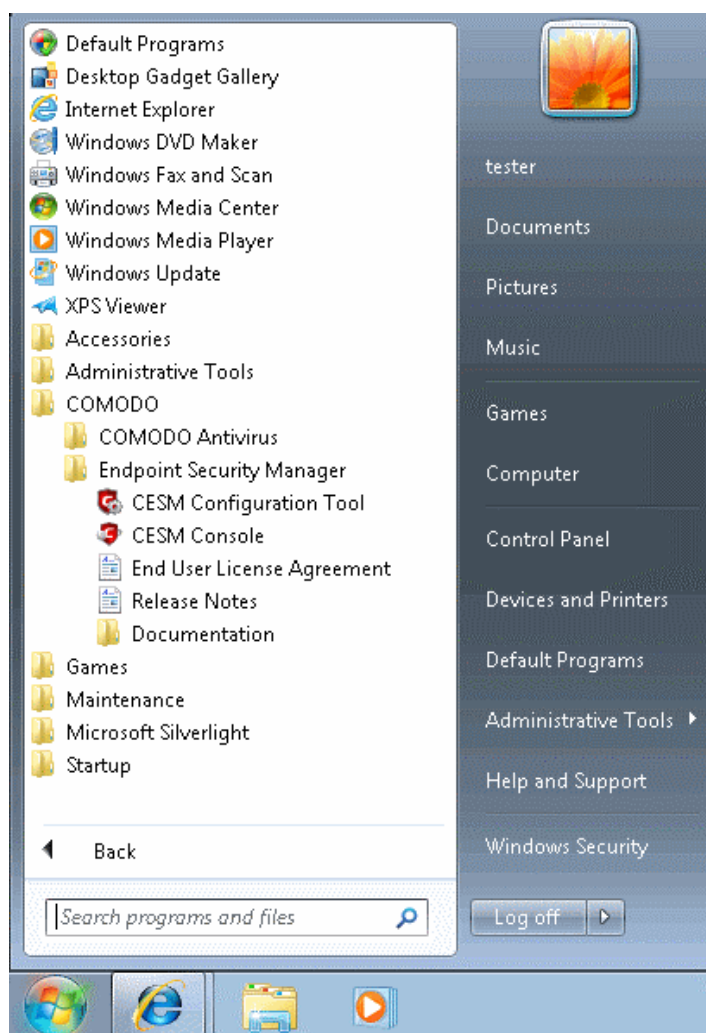 Default Programs
Desktop Gadget Gallery
Internet Explorer
Windows DVD Maker
Windows Fax and Scan
Windows Media Center
Windows Media Player
Windows Update
XPS Viewer
Accessories
Administrative Tools
COMODO
COMODO Antivirus
Endpoint Security Manager
CESM Configuration Tool
CESM Console
End User License Agreement
Release Notes
Documentation
Games
Maintenance
Microsoft Silverlight
Startup
Back
Search programs and files
tester
Documents
Pictures
Music
Games
Computer
Control Panel
Devices and Printers
Default Programs
Administrative Tools
Help and Support
Windows Security
Log off